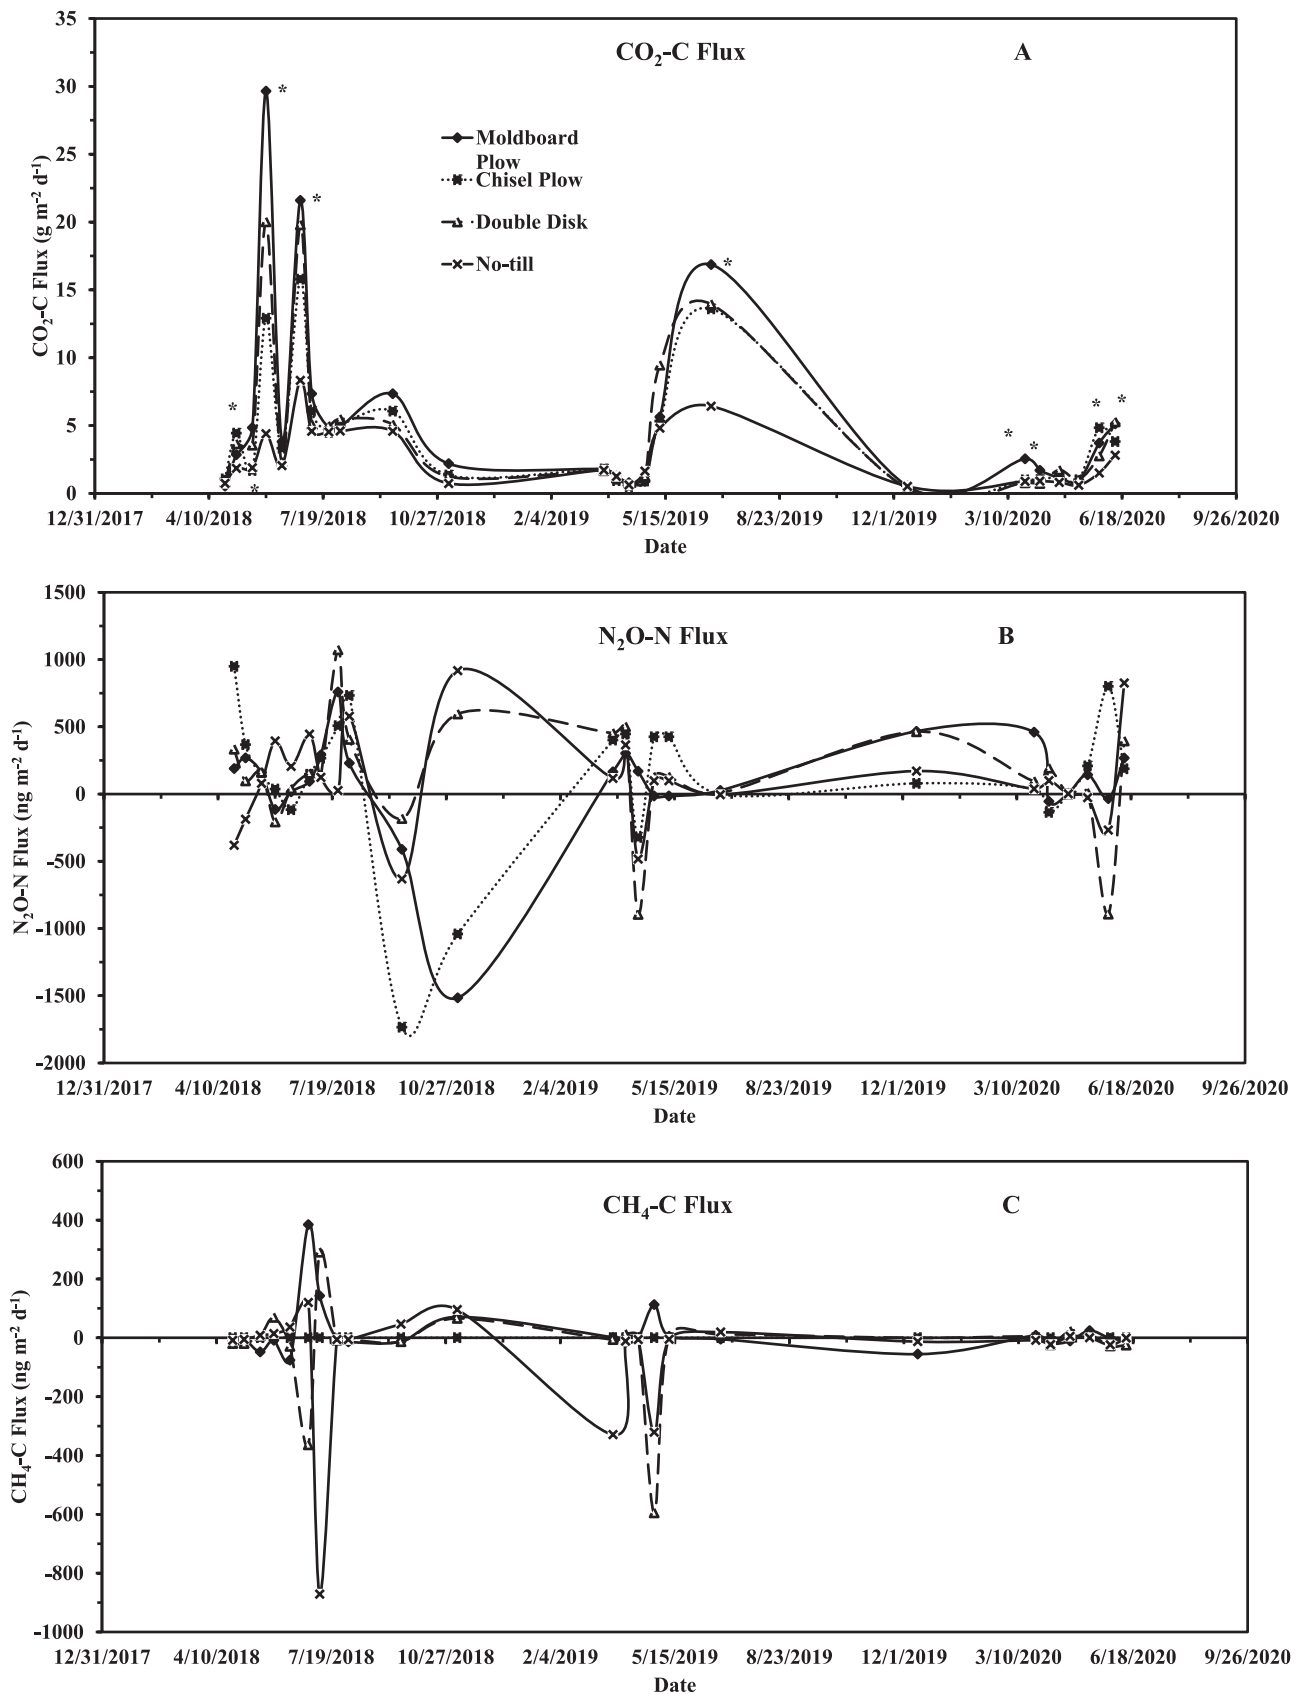 CO₂-C Flux A
35
30
25
20
15
10
5
0
CO₂-C Flux (g m⁻² d⁻¹)
*
*
*
*
*
*
*
*
*
Moldboard
Plow
Chisel Plow
Double Disk
No-till
12/31/2017 4/10/2018 7/19/2018 10/27/2018 2/4/2019 5/15/2019 8/23/2019 12/1/2019 3/10/2020 6/18/2020 9/26/2020
Date
N₂O-N Flux B
1500
1000
500
0
-500
-1000
-1500
-2000
N₂O-N Flux (ng m⁻² d⁻¹)
12/31/2017 4/10/2018 7/19/2018 10/27/2018 2/4/2019 5/15/2019 8/23/2019 12/1/2019 3/10/2020 6/18/2020 9/26/2020
Date
CH₄-C Flux C
600
400
200
0
-200
-400
-600
-800
-1000
CH₄-C Flux (ng m⁻² d⁻¹)
12/31/2017 4/10/2018 7/19/2018 10/27/2018 2/4/2019 5/15/2019 8/23/2019 12/1/2019 3/10/2020 6/18/2020 9/26/2020
Date